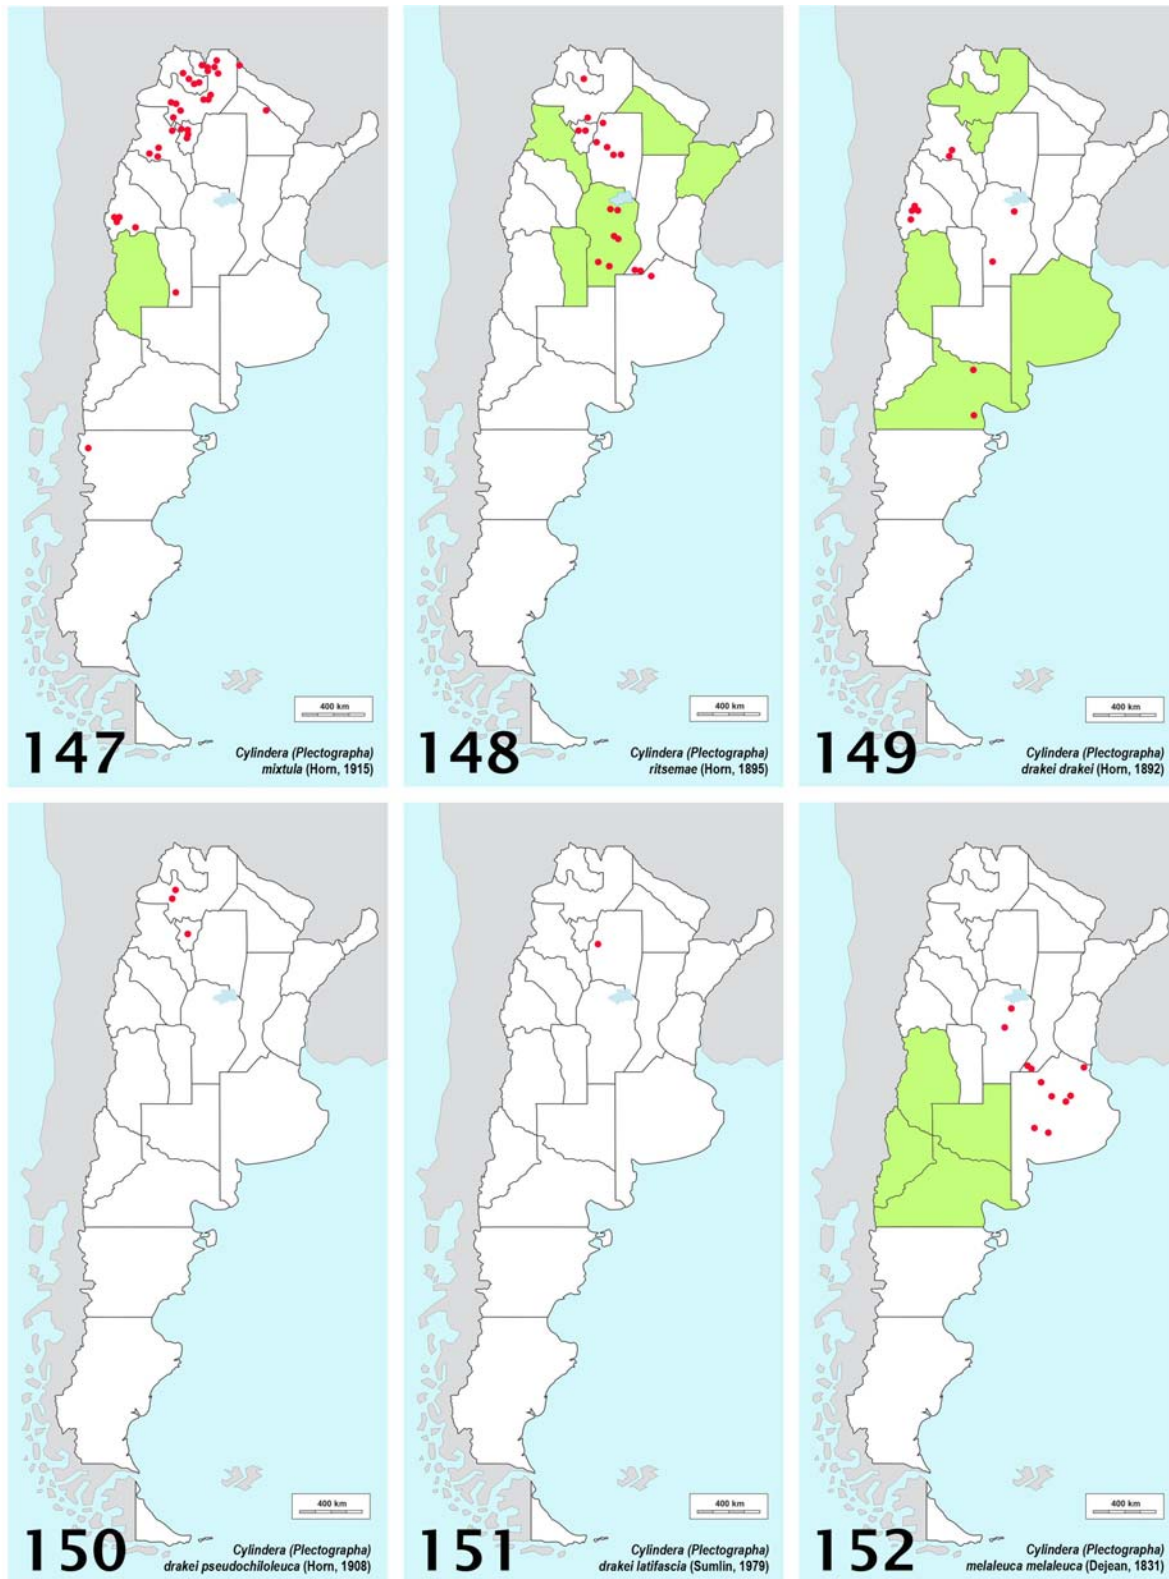 400 km
147
Cylindera (Plectographa)
mixtula (Horn, 1915)
400 km
148
Cylindera (Plectographa)
ritsemae (Horn, 1895)
400 km
149
Cylindera (Plectographa)
drakei drakei (Horn, 1892)
400 km
150
Cylindera (Plectographa)
drakei pseudochiloleuca (Horn, 1908)
400 km
151
Cylindera (Plectographa)
drakei latifascia (Sumlin, 1979)
400 km
152
Cylindera (Plectographa)
melaleuca melaleuca (Dejean, 1831)